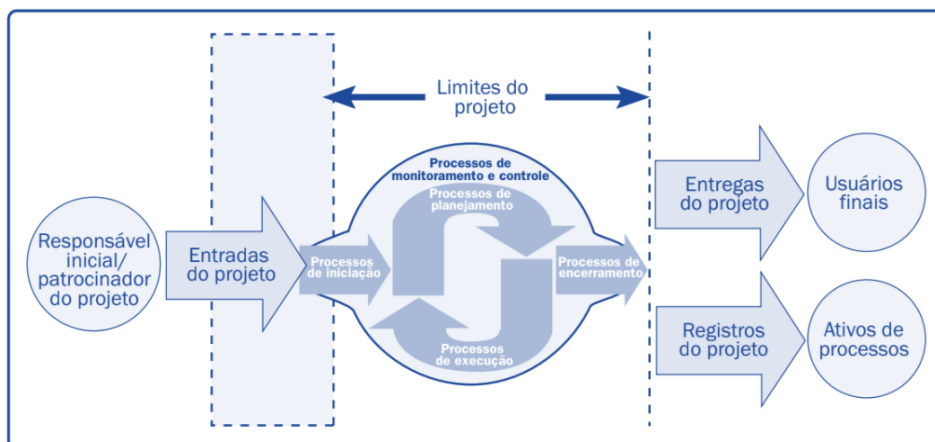 Limites do
projeto
Processos de
monitoramento e controle
Processos de
planejamento
Responsável
inicial/
patrocinador
do projeto
Entradas
do projeto
Processos
de iniciação
Processos
de encerramento
Processos
de execução
Entregas
do projeto
Usuários
finais
Registros
do projeto
Ativos de
processos